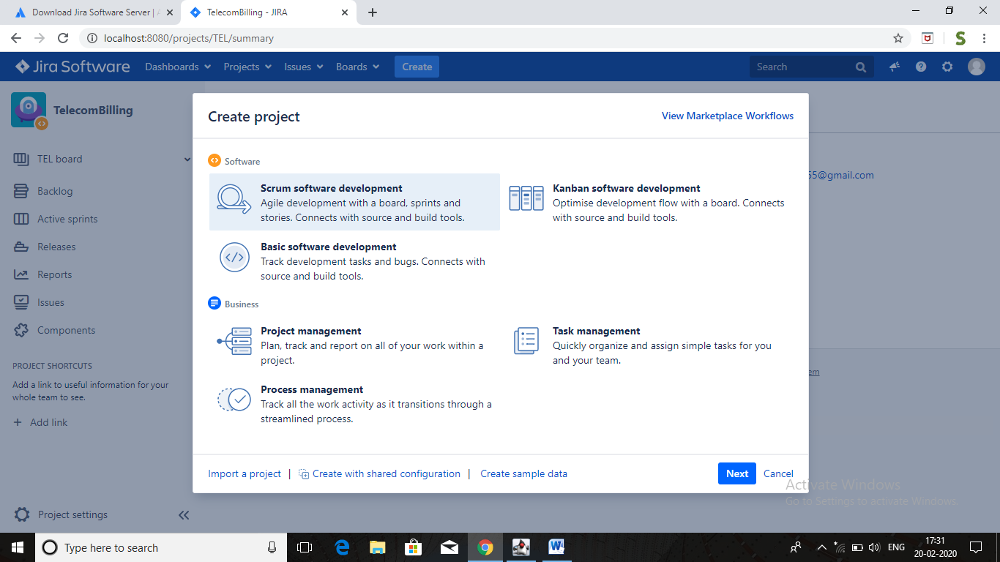 Download Jira Software Server |
TelecomBilling - JIRA
localhost:8080/projects/TEL/summary
Jira Software
Dashboards
Projects
Issues
Boards
Create
Search
TelecomBilling
TEL board
Backlog
Active sprints
Releases
Reports
Issues
Components
PROJECT SHORTCUTS
Add a link to useful information for your
whole team to see.
+ Add link
Project settings
Create project
View Marketplace Workflows
Software
Scrum software development
Agile development with a board, sprints and
stories. Connects with source and build tools.
Kanban software development
Optimise development flow with a board. Connects
with source and build tools.
Basic software development
Track development tasks and bugs. Connects with
source and build tools.
Business
Project management
Plan, track and report on all of your work within a
project.
Task management
Quickly organize and assign simple tasks for you
and your team.
Process management
Track all the work activity as it transitions through a
streamlined process.
Import a project | Create with shared configuration | Create sample data
Next
Cancel
55@gmail.com
em
Activate Windows
Go to Settings to activate Windows.
Type here to search
ENG
17:31
20-02-2020